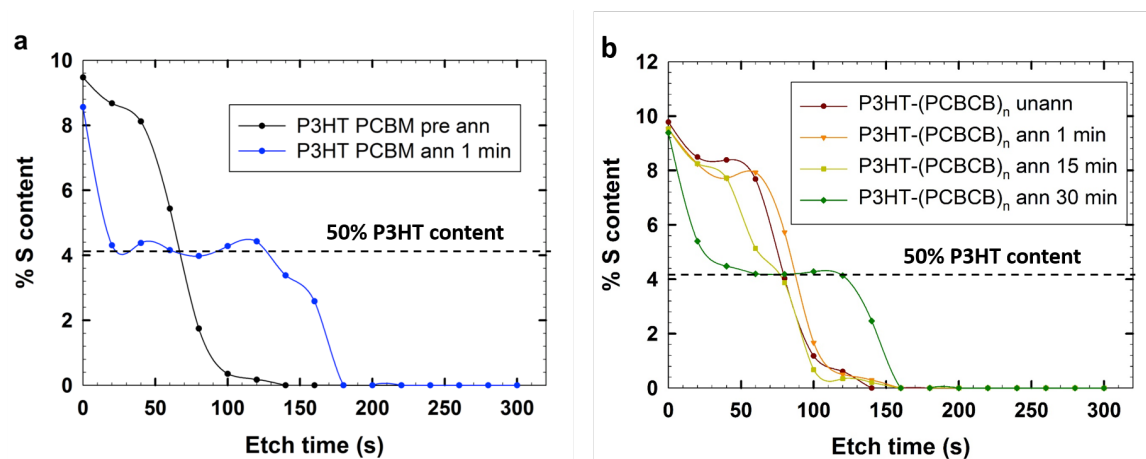 a
10
8
6
4
2
0
% S content
P3HT PCBM pre ann
P3HT PCBM ann 1 min
50% P3HT content
0 50 100 150 200 250 300
Etch time (s)
b
12
10
8
6
4
2
0
% S content
P3HT-(PCBCB)n unann
P3HT-(PCBCB)n ann 1 min
P3HT-(PCBCB)n ann 15 min
P3HT-(PCBCB)n ann 30 min
50% P3HT content
0 50 100 150 200 250 300
Etch time (s)